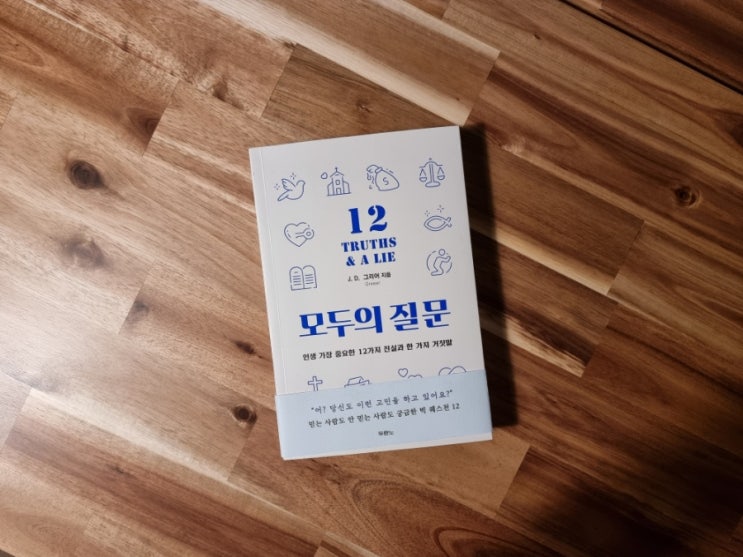 12
TRUTHS
& A LIE
J. D. 그리어 지음
Greear
모두의 질문
인생 가장 중요한 12가지 진실과 한 가지 거짓말
“어? 당신도 이런 고민을 하고 있어요?”
믿는 사람도 안 믿는 사람도 궁금한 빅 퀘스천 12
두란노